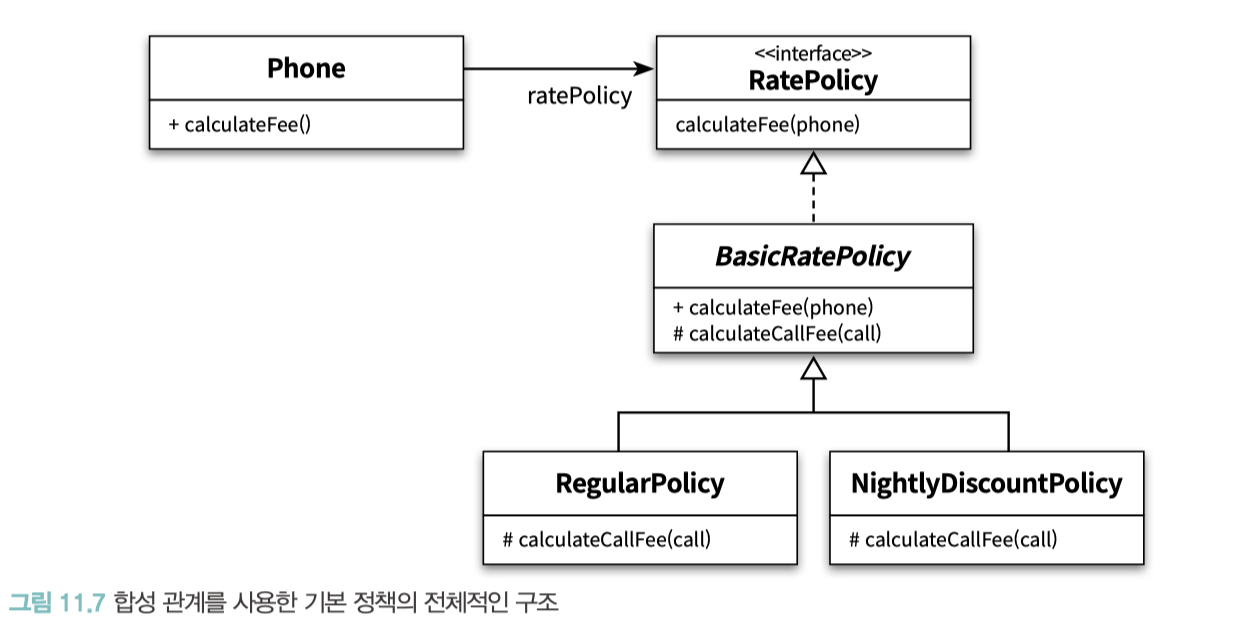 Phone
+ calculateFee()
ratePolicy
<<interface>>
RatePolicy
calculateFee(phone)
BasicRatePolicy
+ calculateFee(phone)
# calculateCallFee(call)
RegularPolicy
# calculateCallFee(call)
NightlyDiscountPolicy
# calculateCallFee(call)
그림 11.7 합성 관계를 사용한 기본 정책의 전체적인 구조